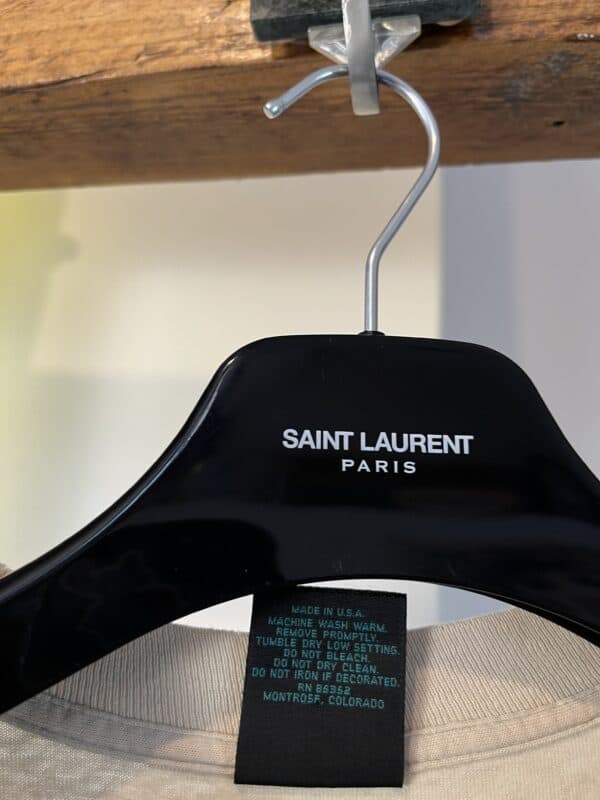 SAINT LAURENT
PARIS
MADE IN U.S.A.
MACHINE WASH WARM.
REMOVE PROMPTLY.
TUMBLE DRY LOW SETTING.
DO NOT BLEACH.
DO NOT DRY CLEAN.
DO NOT IRON IF DECORATED.
RN 86352
MONTROSE, COLORADO